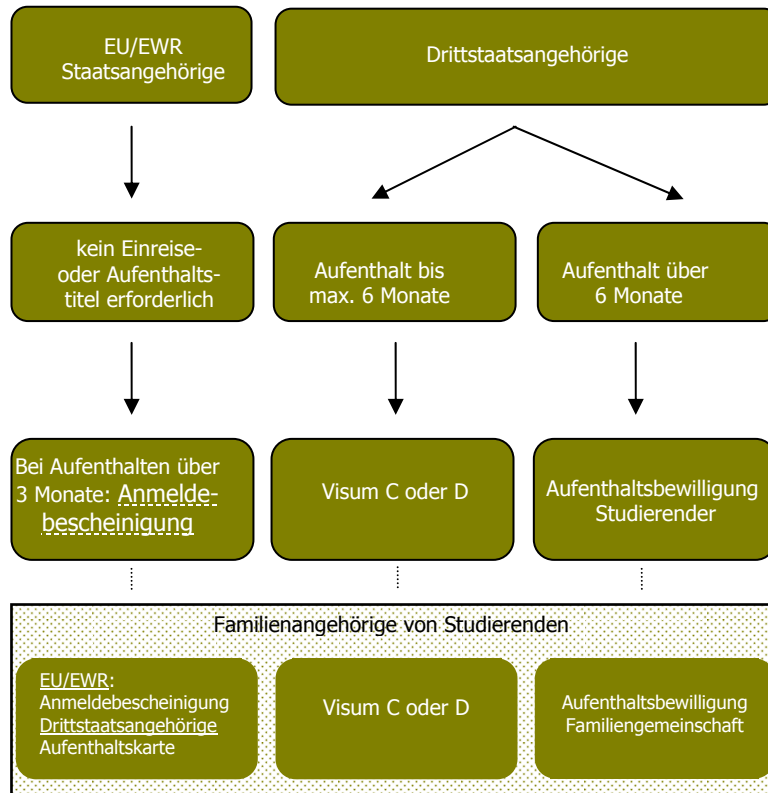 EU/EWR
Staatsangehörige
Drittstaatsangehörige
kein Einreise-
oder Aufenthalts-
titel erforderlich
Aufenthalt bis
max. 6 Monate
Aufenthalt über
6 Monate
Bei Aufenthalten über
3 Monate: Anmelde-
bescheinigung
Visum C oder D
Aufenthaltsbewilligung
Studierender
Familienangehörige von Studierenden
EU/EWR:
Anmeldebescheinigung
Drittstaatsangehörige
Aufenthaltskarte
Visum C oder D
Aufenthaltsbewilligung
Familiengemeinschaft